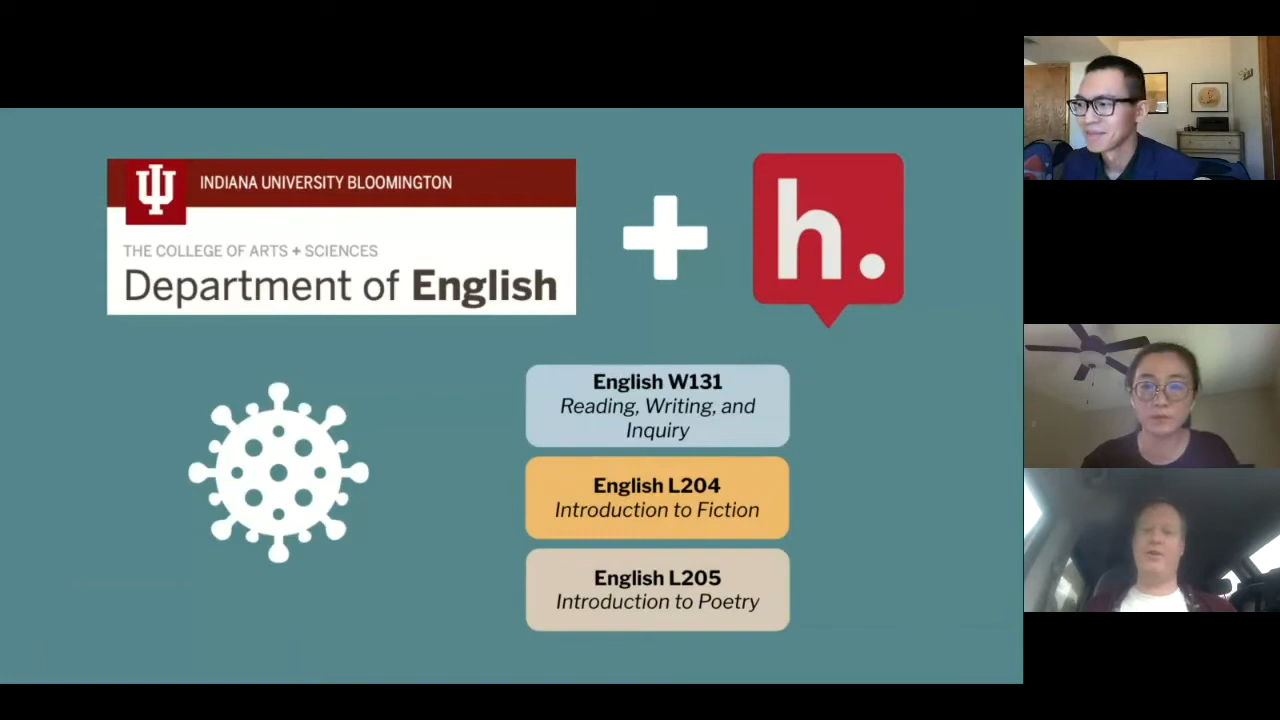 INDIANA UNIVERSITY BLOOMINGTON
THE COLLEGE OF ARTS + SCIENCES
Department of English
h.
English W131
Reading, Writing, and
Inquiry
English L204
Introduction to Fiction
English L205
Introduction to Poetry